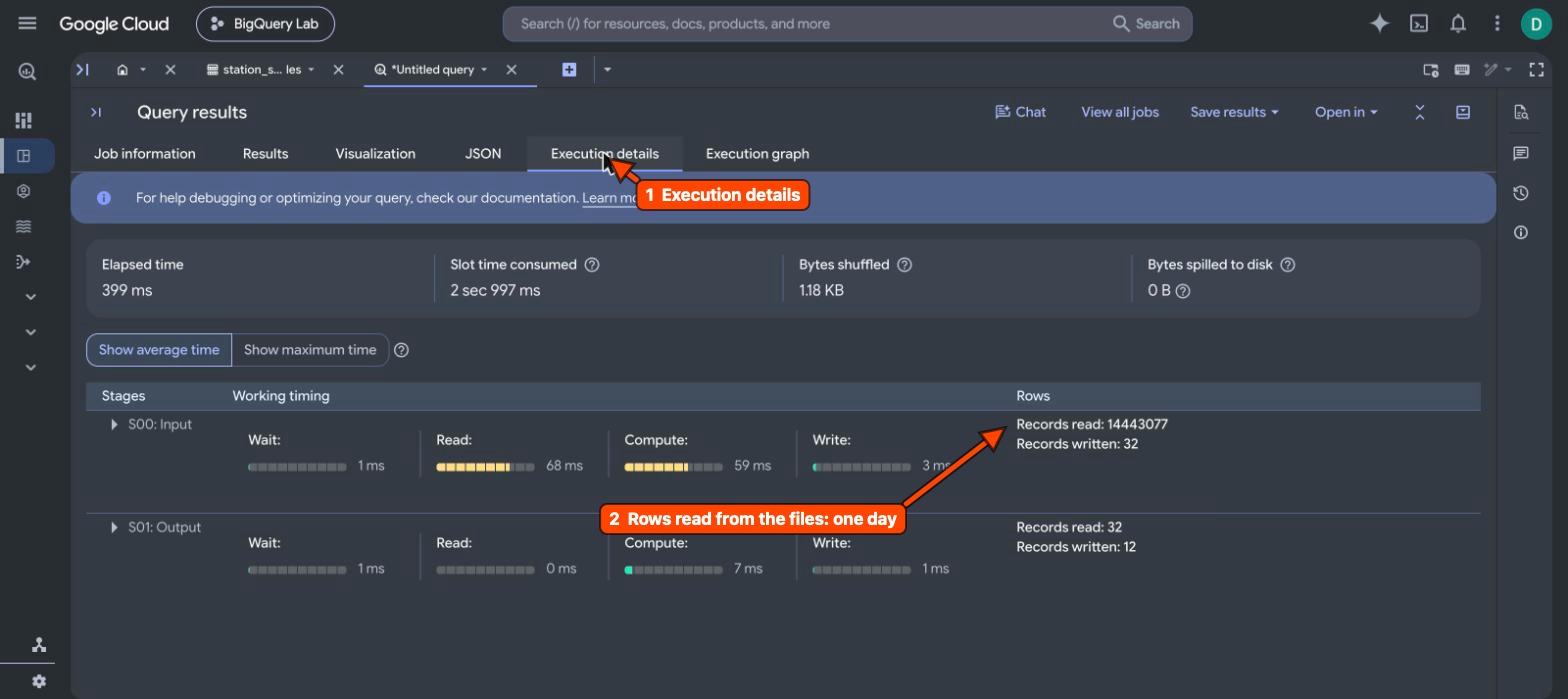 Google Cloud
BigQuery Lab
Search (/) for resources, docs, products, and more
Search
D
station_s... les
*Untitled query
Query results
Chat
View all jobs
Save results
Open in
Job information
Results
Visualization
JSON
Execution details
Execution graph
For help debugging or optimizing your query, check our documentation. Learn
1 Execution details
Elapsed time
399 ms
Slot time consumed
2 sec 997 ms
Bytes shuffled
1.18 KB
Bytes spilled to disk
0 B
Show average time
Show maximum time
Stages
Working timing
Rows
S00: Input
Wait:
1 ms
Read:
68 ms
Compute:
59 ms
Write:
3 ms
Records read: 14443077
Records written: 32
2 Rows read from the files: one day
S01: Output
Wait:
1 ms
Read:
0 ms
Compute:
7 ms
Write:
1 ms
Records read: 32
Records written: 12